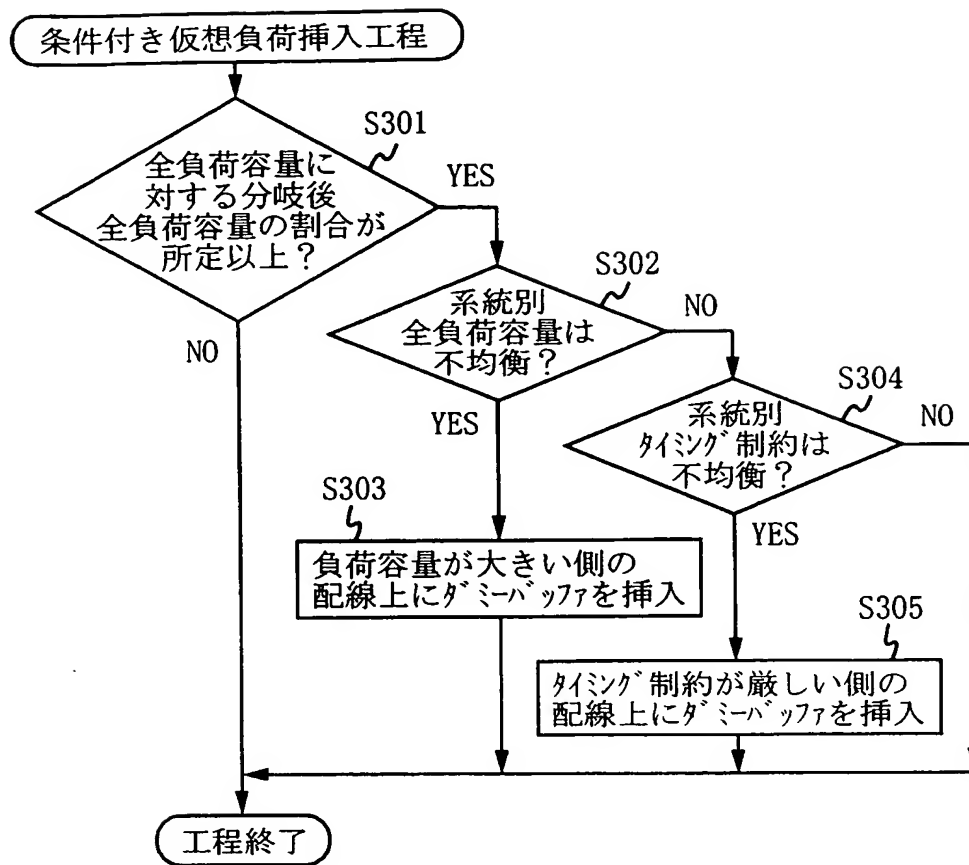 条件付き仮想負荷挿入工程
S301
全負荷容量に
対する分岐後
全負荷容量の割合が
所定以上?
YES
NO
S302
系統別
全負荷容量は
不均衡?
NO
YES
S304
系統別
ﾀｲﾐﾝｸﾞ制約は
不均衡?
NO
YES
S303
負荷容量が大きい側の
配線上にﾀﾞﾐｰﾊﾞｯﾌｧを挿入
S305
ﾀｲﾐﾝｸﾞ制約が厳しい側の
配線上にﾀﾞﾐｰﾊﾞｯﾌｧを挿入
工程終了